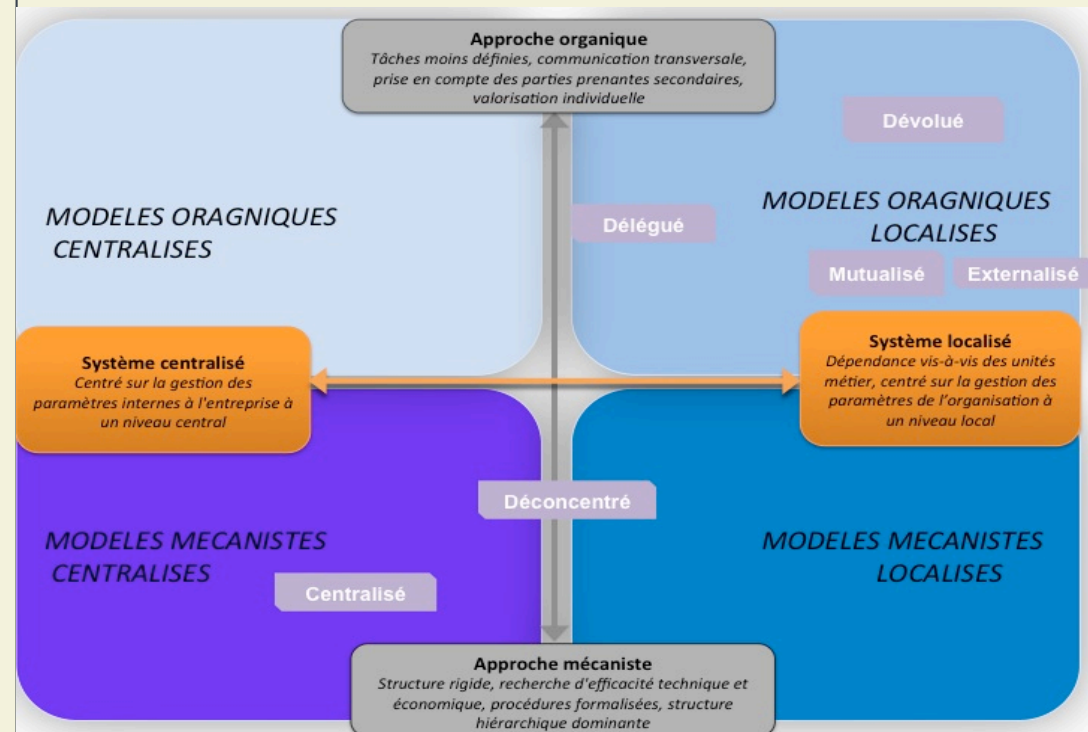 Approche organique
Tâches moins définies, communication transversale,
prise en compte des parties prenantes secondaires,
valorisation individuelle
Dévolué
MODELES ORAGNIQUES
CENTRALISES
Délégué
MODELES ORAGNIQUES
LOCALISES
Mutualisé
Externalisé
Système centralisé
Centré sur la gestion des
paramètres internes à l'entreprise à
un niveau central
Système localisé
Dépendance vis-à-vis des unités
métier, centré sur la gestion des
paramètres de l'organisation à
un niveau local
Déconcentré
MODELES MECANISTES
CENTRALISES
MODELES MECANISTES
LOCALISES
Centralisé
Approche mécaniste
Structure rigide, recherche d'efficacité technique et
économique, procédures formalisées, structure
hiérarchique dominante